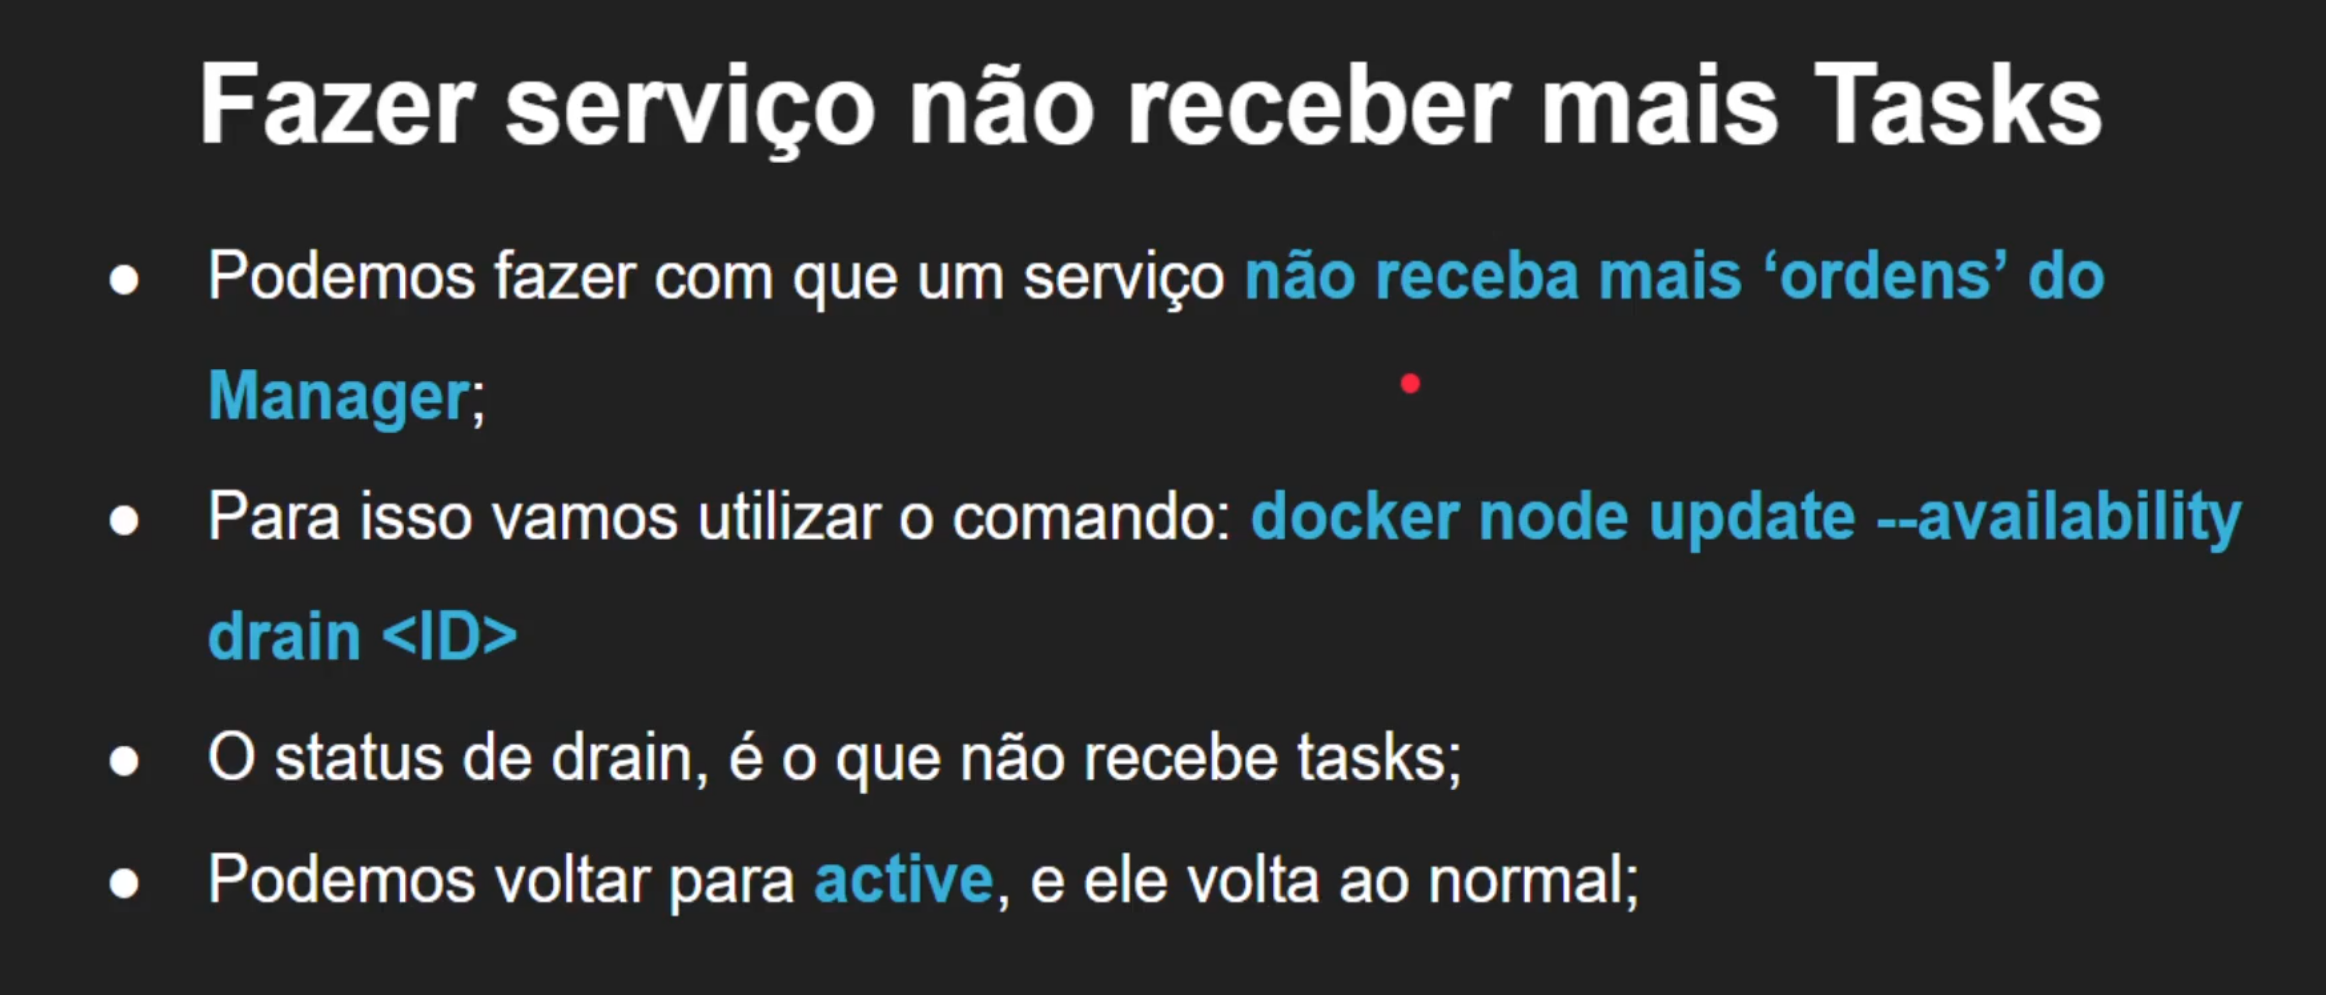 Fazer serviço não receber mais Tasks
● Podemos fazer com que um serviço não receba mais ‘ordens’ do
Manager;
● Para isso vamos utilizar o comando: docker node update --availability
drain <ID>
● O status de drain, é o que não recebe tasks;
● Podemos voltar para active, e ele volta ao normal;